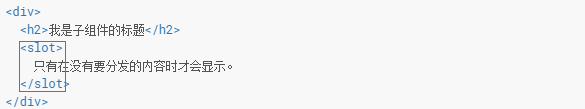 <div>
<h2>我是子组件的标题</h2>
<slot>
只有在没有要分发的内容时才会显示。
</slot>
</div>